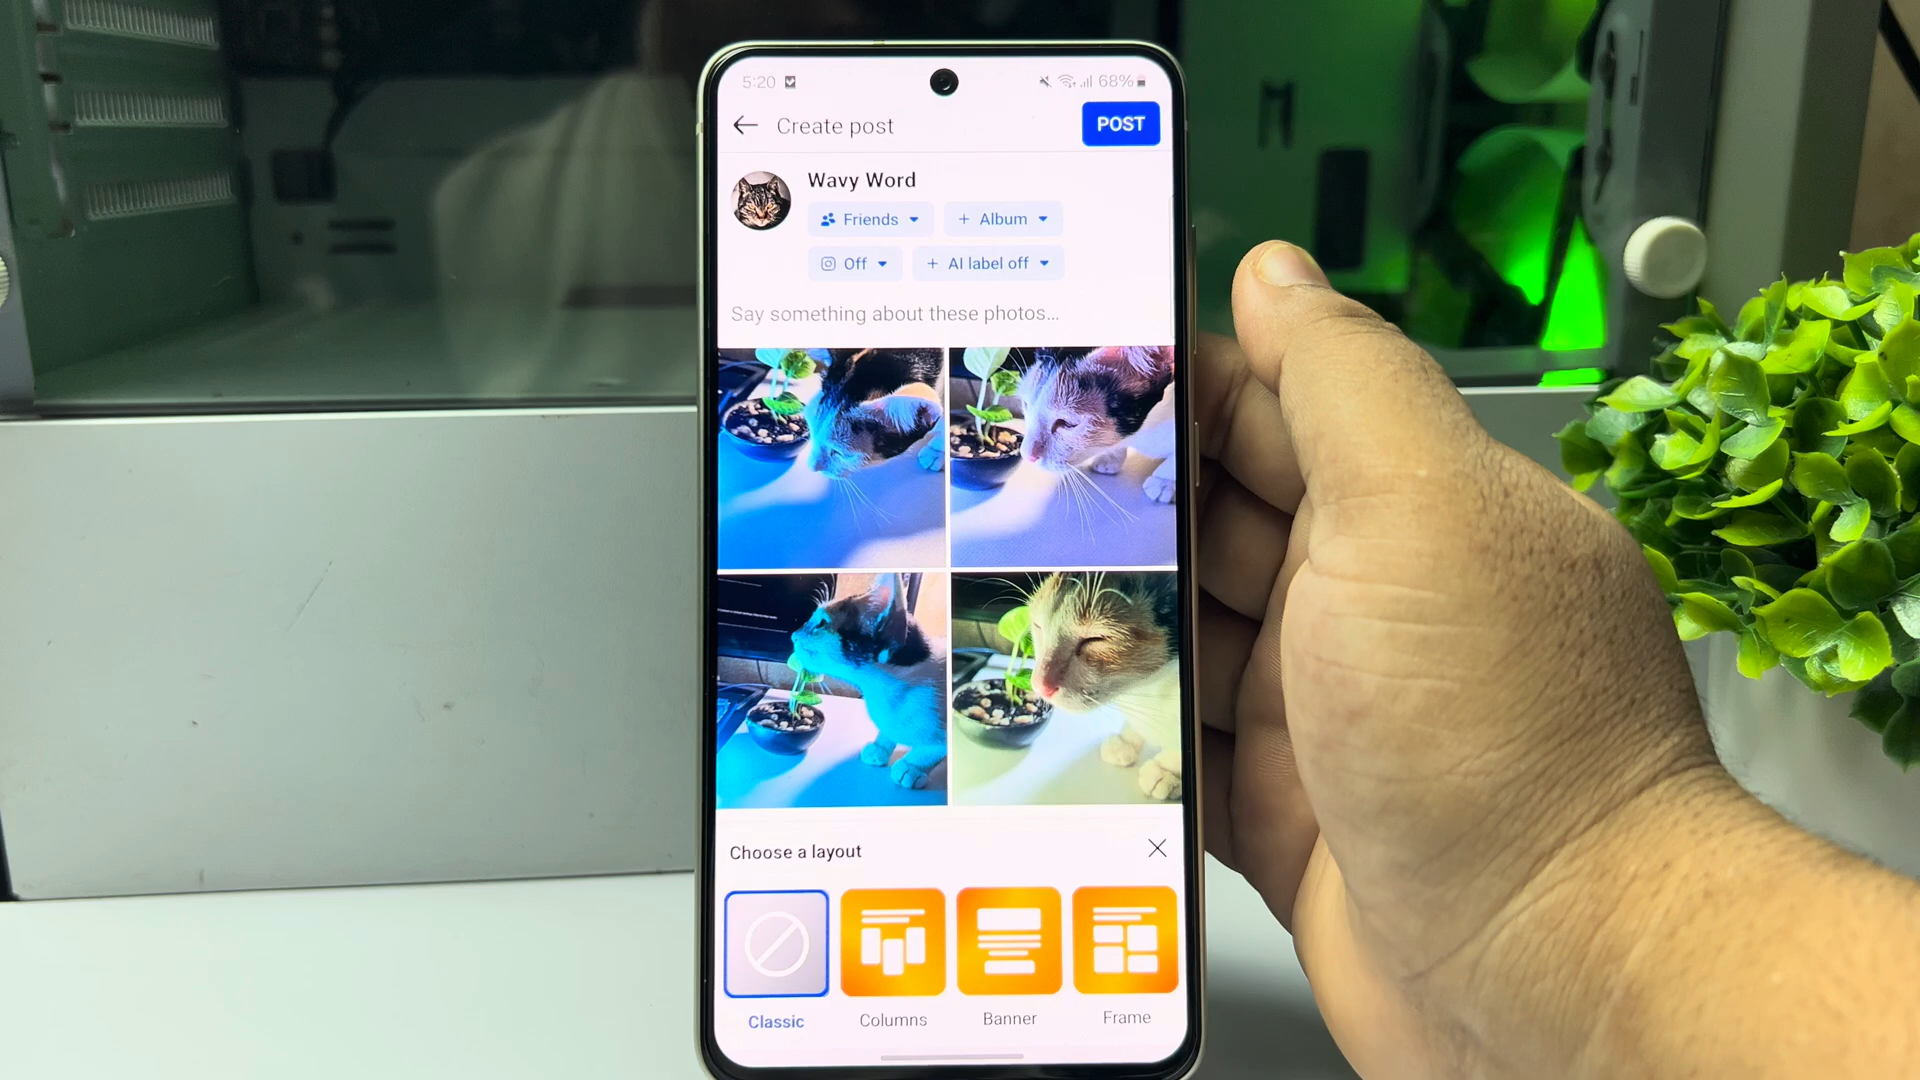 5:20 68%
Create post POST
Wavy Word
Friends + Album
Off + AI label off
Say something about these photos...
Choose a layout
Classic Columns Banner Frame